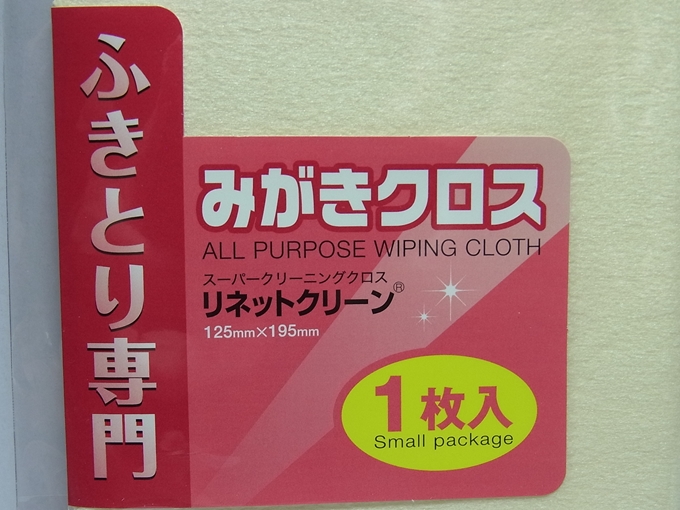 ふきとり専門
みがきクロス
ALL PURPOSE WIPING CLOTH
スーパークリーニングクロス
リネットクリーン®
125mm×195mm
1枚入
Small package